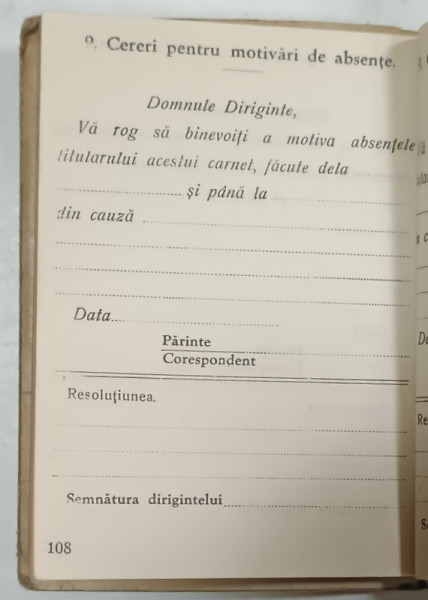 9. Cereri pentru motivări de absențe.
Domnule Diriginte,
Vă rog să binevoiți a motiva absențele
titularului acestui carnet, făcute dela
și până la
din cauză
Data
Părinte
Corespondent
Resoluțiunea.
Semnătura dirigintelui
108